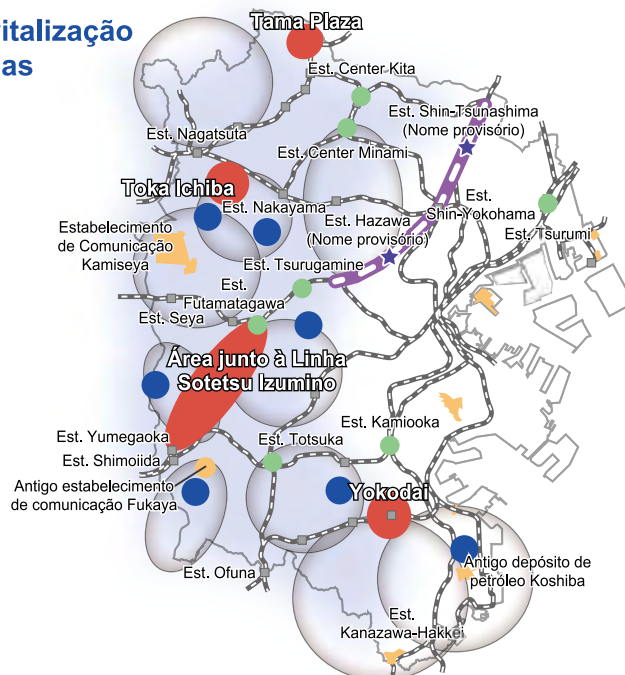 vitalização
as
Tama Plaza
Est. Center Kita
Est. Shin-Tsunashima
(Nome provisório)
Est. Nagatsuta
Est. Center Minami
Toka Ichiba
Est. Nakayama
Est.
Shin-Yokohama
Estabelecimento
de Comunicação
Kamiseya
Est. Hazawa
(Nome provisório)
Est. Tsurumi
Est. Tsurugamine
Est.
Futamatagawa
Est. Seya
Área junto à Linha
Sotetsu Izumino
Est. Kamiooka
Est. Yumegaoka
Est. Totsuka
Est. Shimoiida
Antigo estabelecimento
de comunicação Fukaya
Yokodai
Antigo depósito de
petróleo Koshiba
Est. Ofuna
Est.
Kanazawa-Hakkei